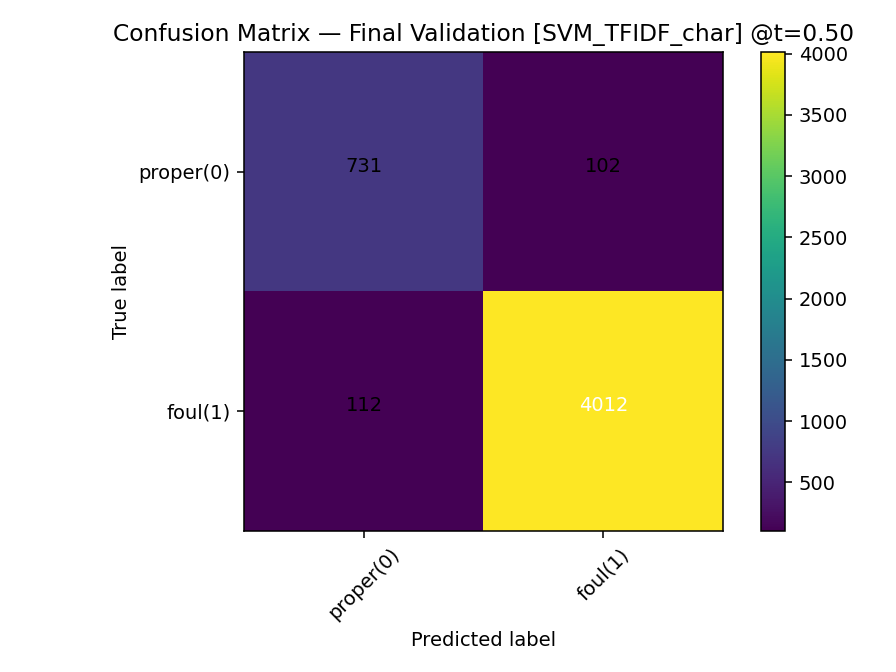 Confusion Matrix — Final Validation [SVM_TFIDF_char] @t=0.50
4000
3500
3000
2500
2000
1500
1000
500
True label
proper(0)
731
102
foul(1)
112
4012
proper(0)
foul(1)
Predicted label